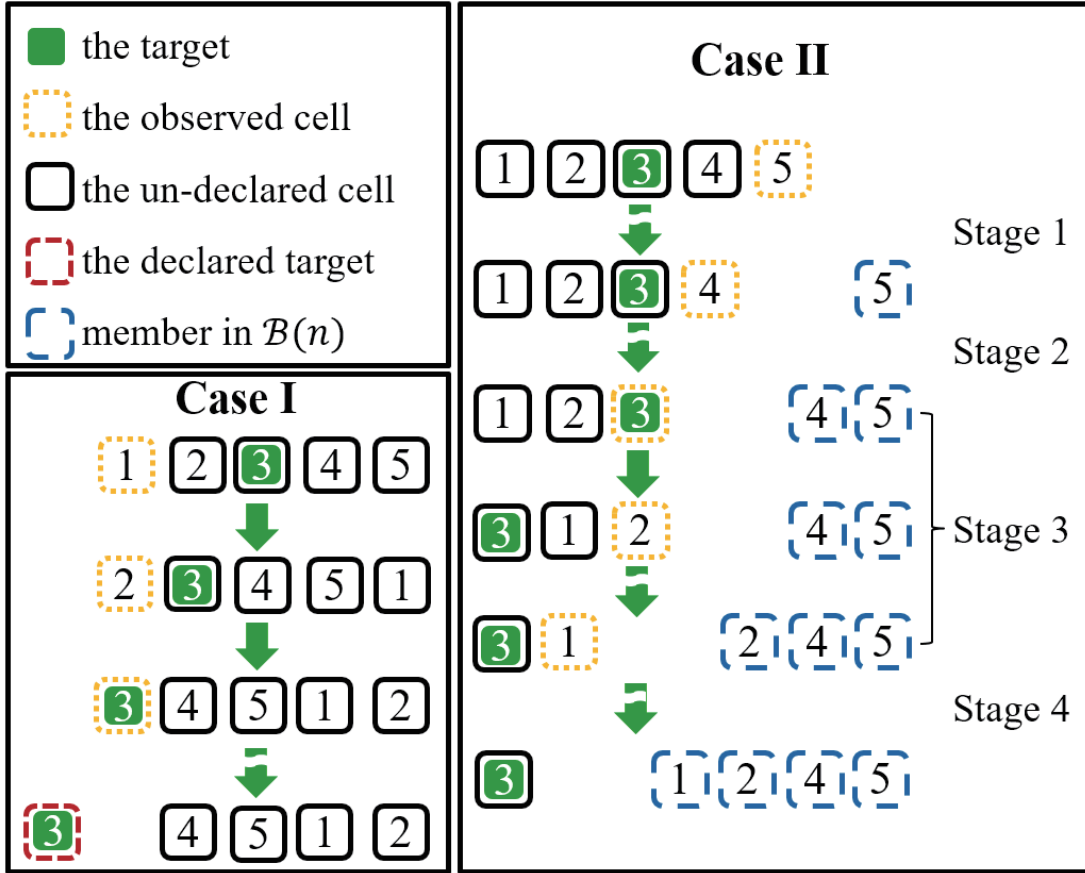 the target
the observed cell
the un-declared cell
the declared target
member in ℬ(n)
Case I
1 2 3 4 5
2 3 4 5 1
3 4 5 1 2
3 4 5 1 2
Case II
1 2 3 4 5
Stage 1
1 2 3 4 5
Stage 2
1 2 3 4 5
3 1 2 4 5
Stage 3
3 1 2 4 5
Stage 4
3 1 2 4 5